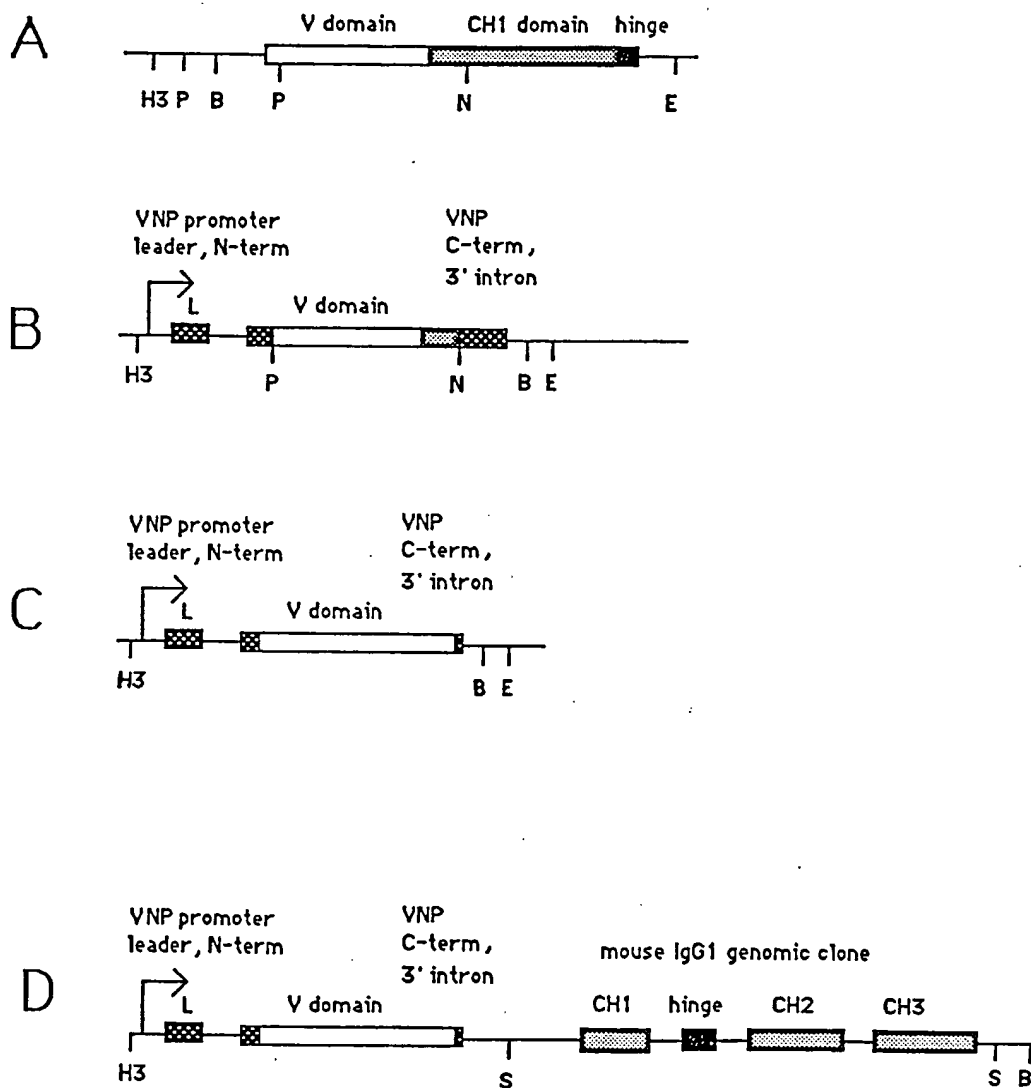 A
V domain CH1 domain hinge
H3 P B P N E
B
VNP promoter
leader, N-term
VNP
C-term,
3' intron
L
V domain
H3 P N B E
C
VNP promoter
leader, N-term
VNP
C-term,
3' intron
L
V domain
H3 B E
D
VNP promoter
leader, N-term
VNP
C-term,
3' intron
mouse IgG1 genomic clone
L
V domain
CH1 hinge CH2 CH3
H3 S S B